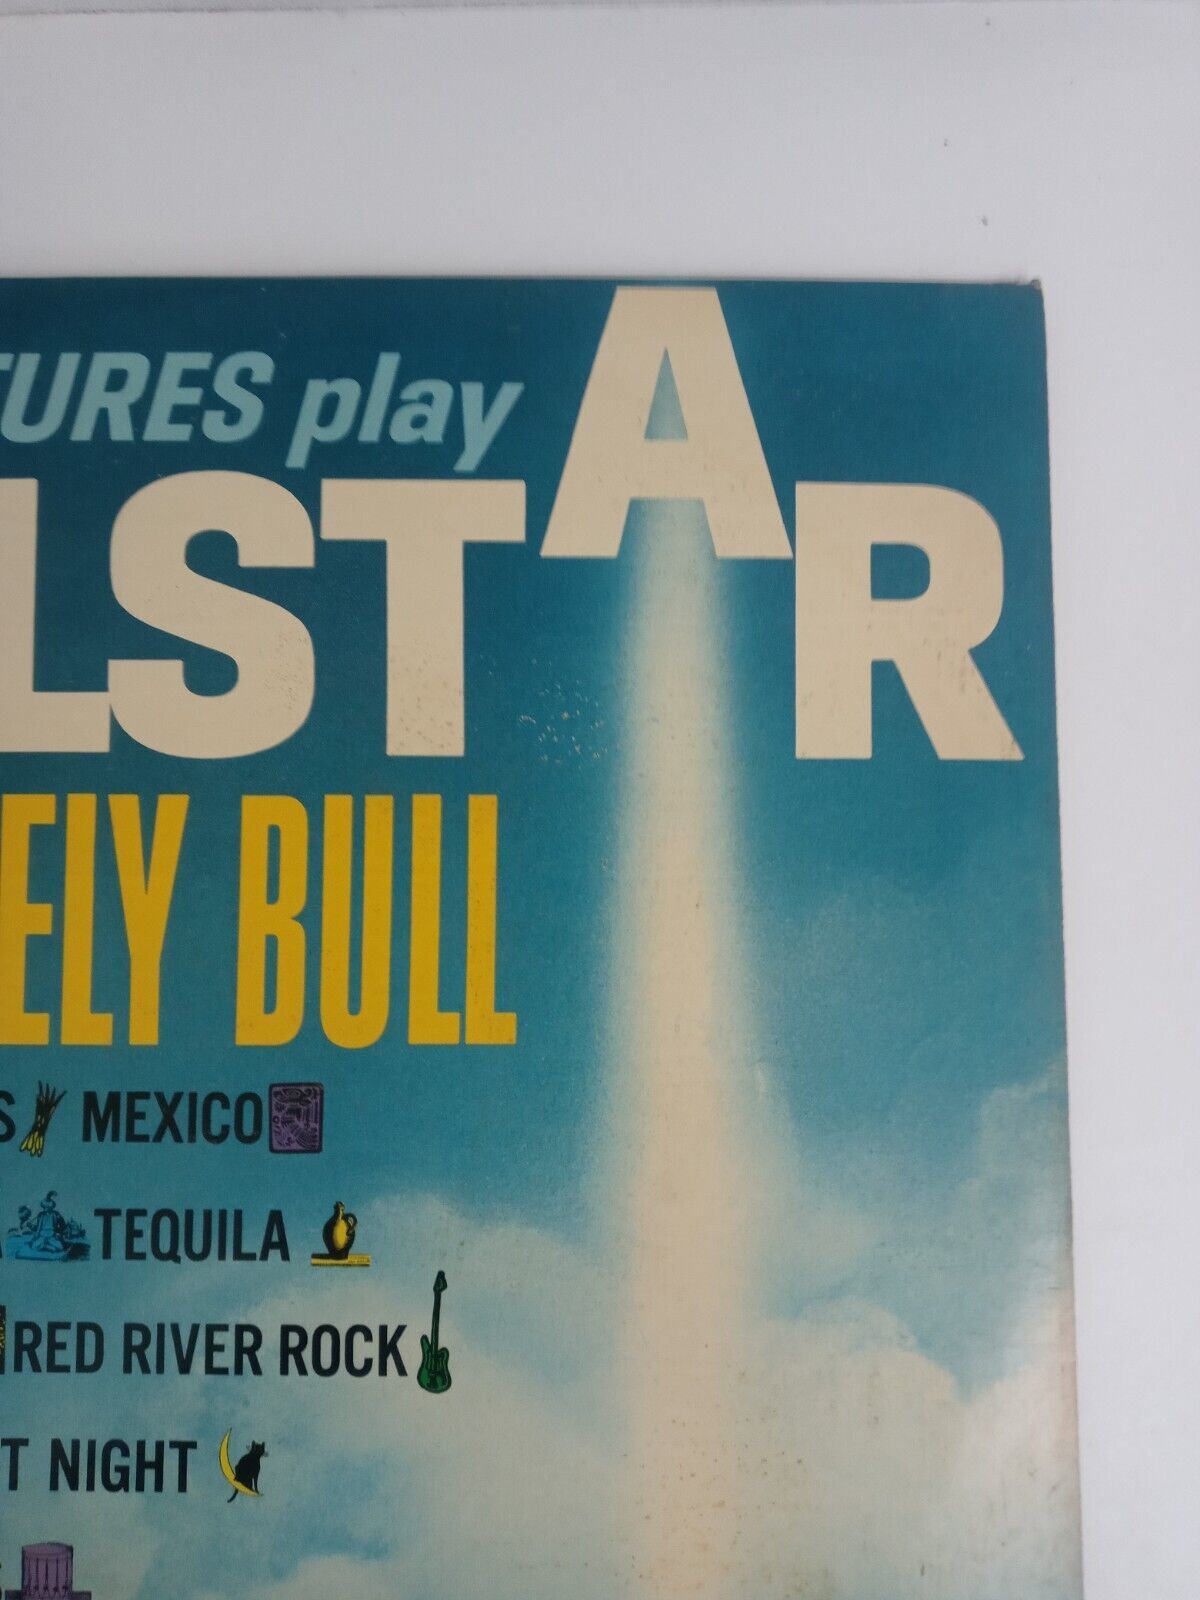 TURES play
LSTAR
ELY BULL
S MEXICO
TEQUILA
RED RIVER ROCK
T NIGHT